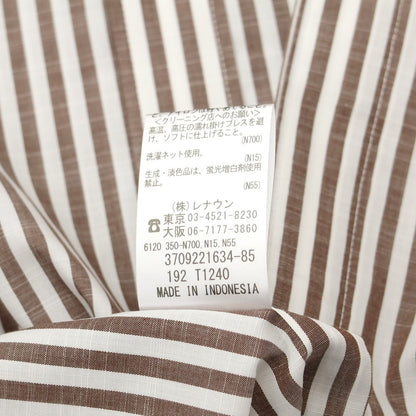 <クリーニング店へのお願い>
高温、高圧の濡れ掛けプレスを避
け、ソフトに仕上げること。
(N700)
洗濯ネット使用。
(N15)
生成・淡色品は、蛍光増白剤使用
禁止。
(N55)
(株)レナウン
☎東京 03-4521-8230
大阪 06-7177-3860
6120 350-N700, N15, N55
3709221634-85
192 T1240
MADE IN INDONESIA